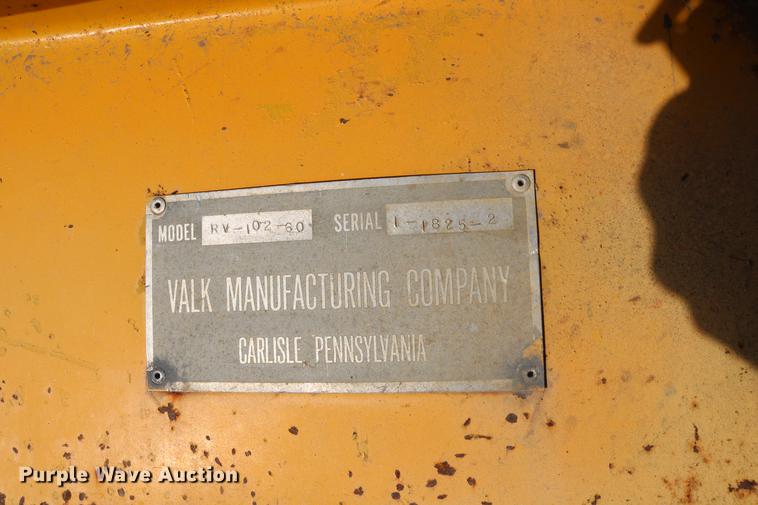 MODEL RV-102-60 SERIAL 1-1825-2
VALK MANUFACTURING COMPANY
CARLISLE PENNSYLVANIA
Purple Wave Auction